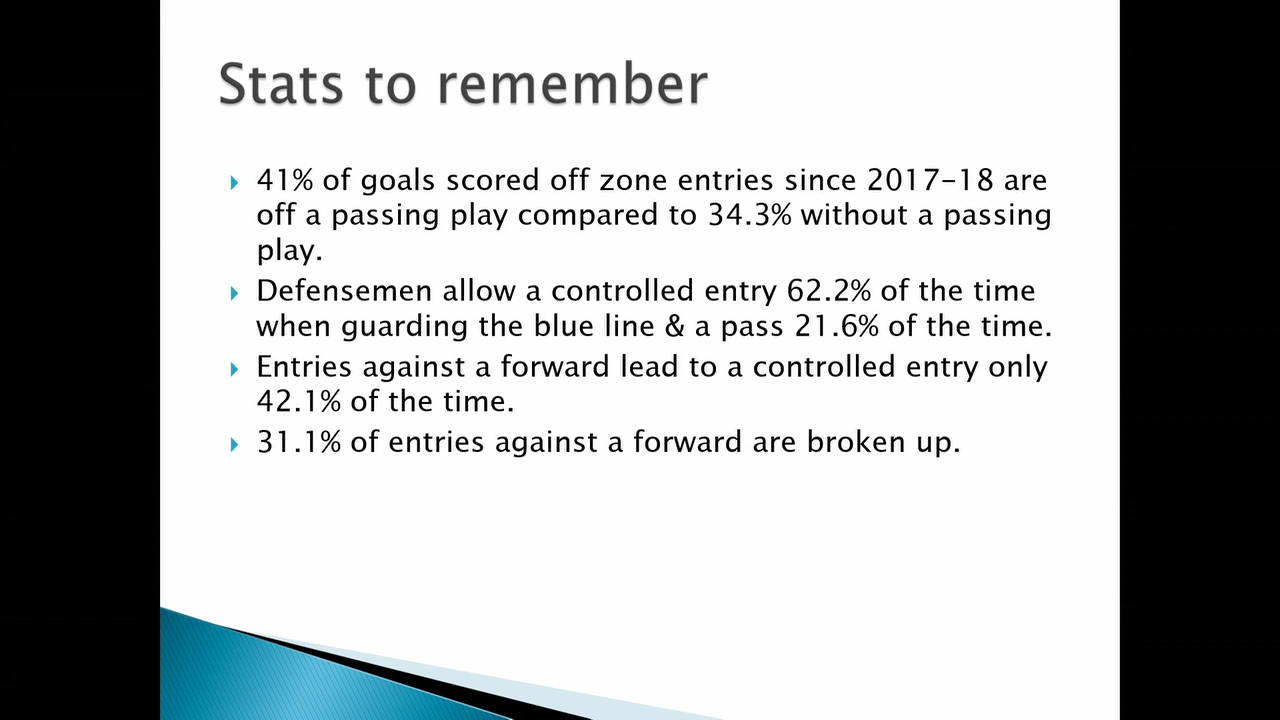 Stats to remember
41% of goals scored off zone entries since 2017-18 are
off a passing play compared to 34.3% without a passing
play.
Defensemen allow a controlled entry 62.2% of the time
when guarding the blue line & a pass 21.6% of the time.
Entries against a forward lead to a controlled entry only
42.1% of the time.
31.1% of entries against a forward are broken up.